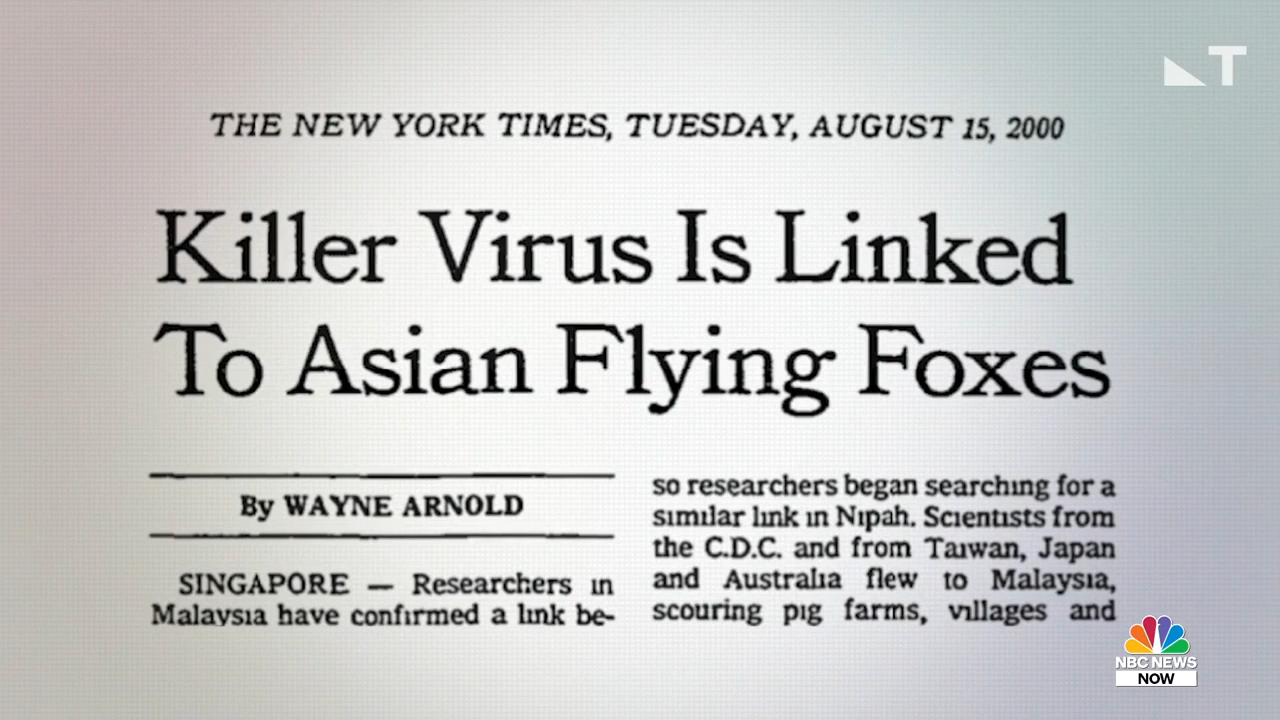 T
THE NEW YORK TIMES, TUESDAY, AUGUST 15, 2000
Killer Virus Is Linked
To Asian Flying Foxes
By WAYNE ARNOLD
SINGAPORE — Researchers in
Malaysia have confirmed a link be-
so researchers began searching for a
similar link in Nipah. Scientists from
the C.D.C. and from Taiwan, Japan
and Australia flew to Malaysia,
scouring pig farms, villages and
NBC NEWS
NOW